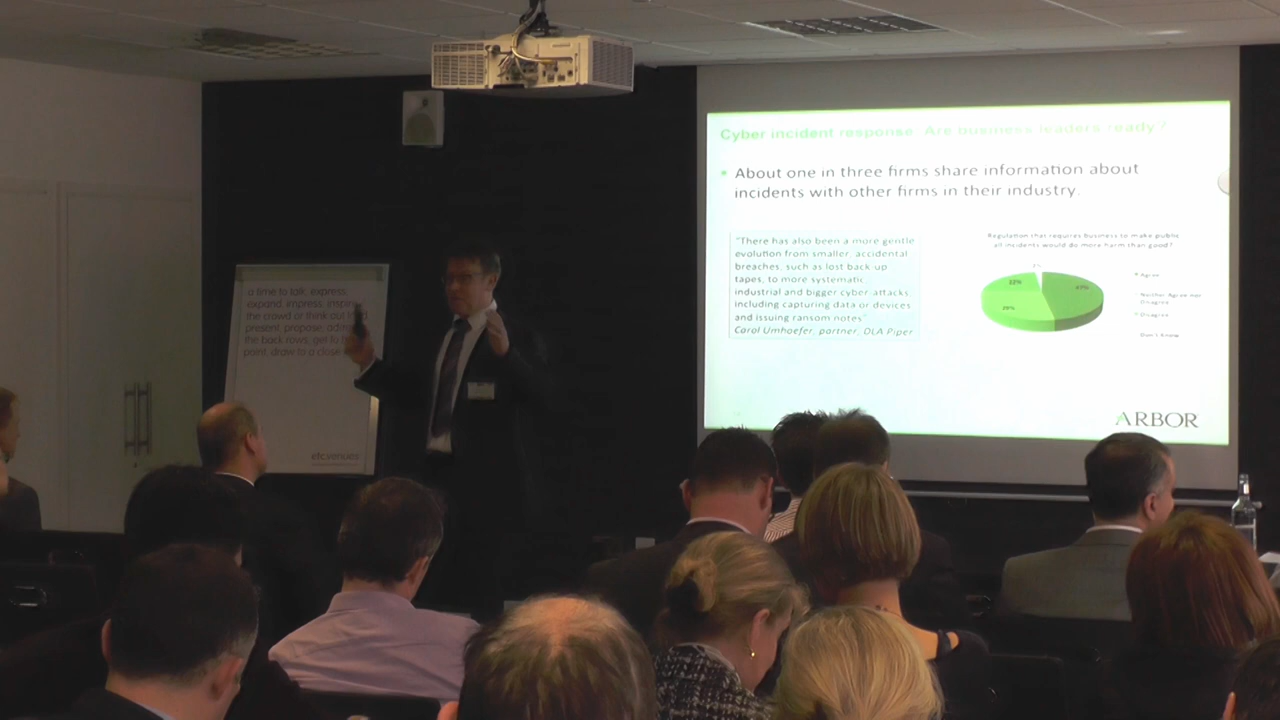 Cyber incident response: Are business leaders ready?
About one in three firms share information about
incidents with other firms in their industry.
"There has also been a more gentle
evolution from smaller, accidental
breaches, such as lost back up
tapes, to more systematic,
industrial and bigger cyber attacks,
including capturing data or devices
and issuing ransom notes"
Carol Umhoefer, partner, DLA Piper
Regulation that requires business to make public
all incidents would do more harm than good?
22%
47%
29%
Agree
Neither Agree nor
Disagree
Disagree
Don't Know
ARBOR
a time to talk, express,
expand, impress, inspire
the crowd or think out
present, propose,
the back rows, get to
point, draw to a close
etc.venues